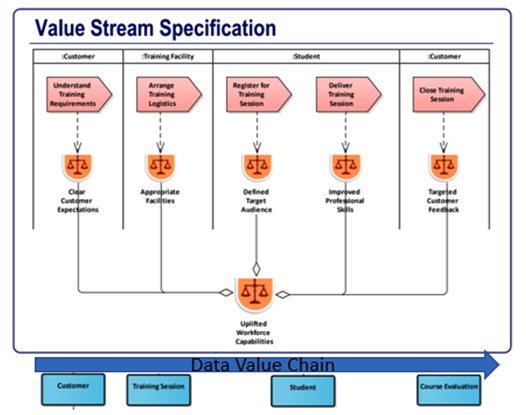 Value Stream Specification
:Customer
:Training Facility
:Student
:Customer
Understand
Training
Requirements
Arrange
Training
Logistics
Register for
Training
Session
Deliver
Training
Session
Close Training
Session
Clear
Customer
Expectations
Appropriate
Facilities
Defined
Target
Audience
Improved
Professional
Skills
Targeted
Customer
Feedback
Uplifted
Workforce
Capabilities
Data Value Chain
Customer
Training Session
Student
Course Evaluation